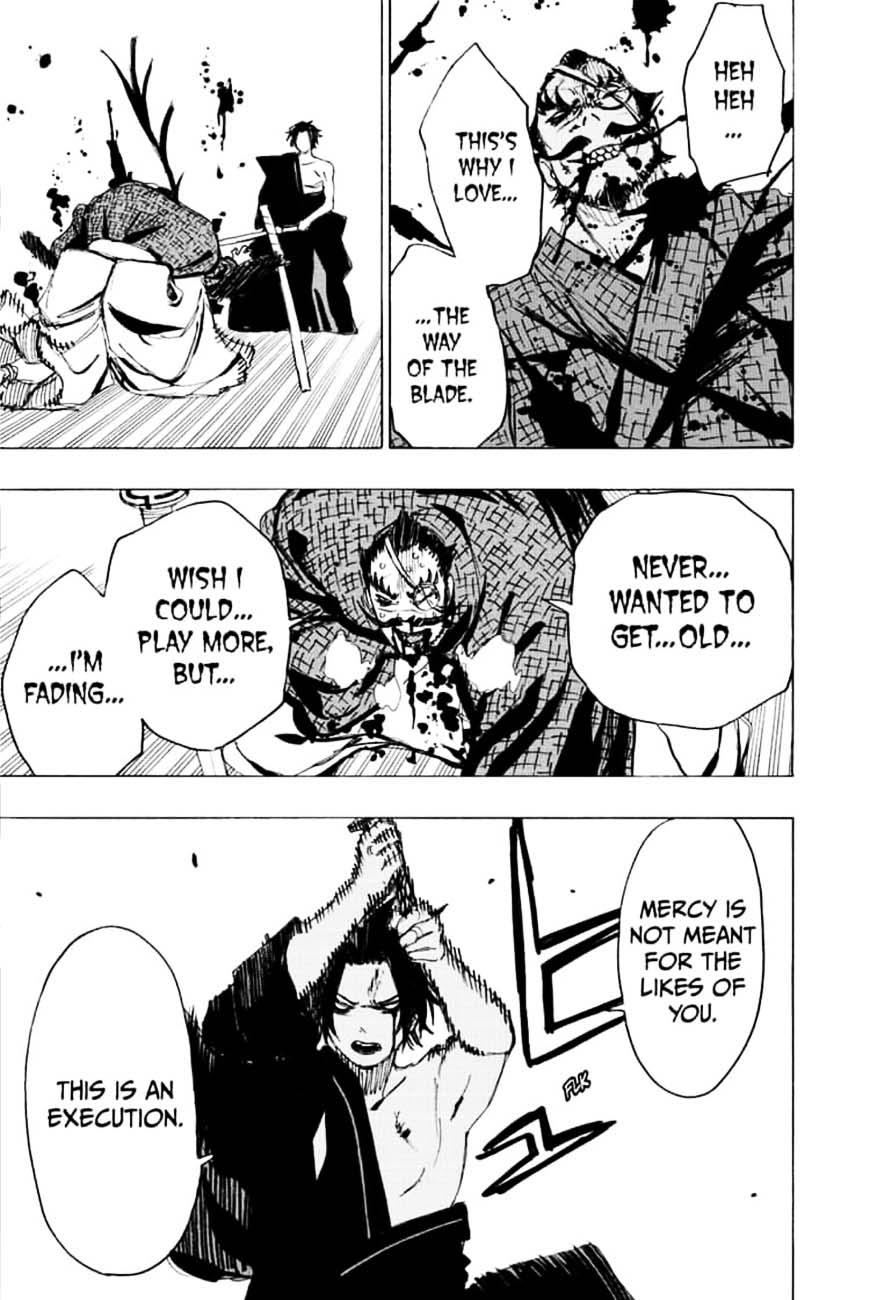 HEH
HEH
...
THIS'S
WHY I
LOVE...
...THE
WAY
OF THE
BLADE.
NEVER...
WANTED TO
GET...OLD...
WISH I
COULD...
PLAY MORE,
BUT...
...I'M
FADING...
MERCY IS
NOT MEANT
FOR THE
LIKES OF
YOU.
FLK
THIS IS AN
EXECUTION.